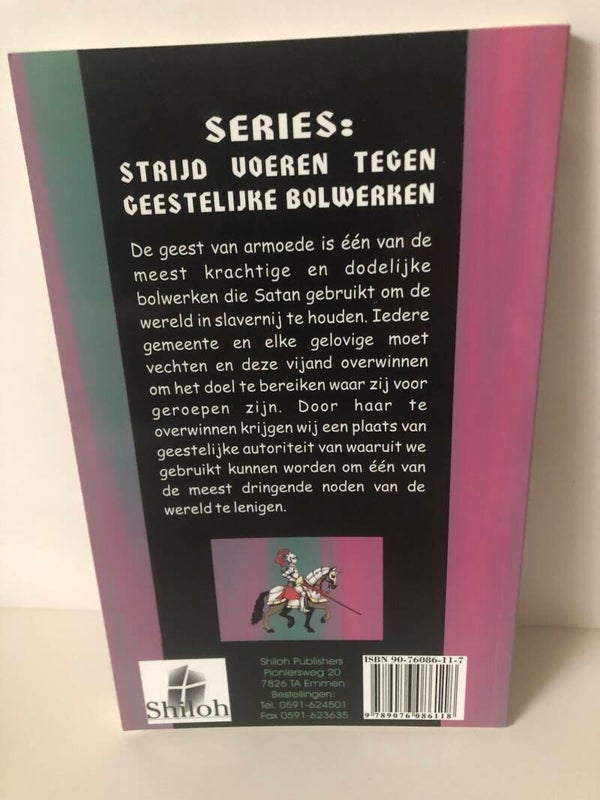 SERIES:
STRIJD VOEREN TEGEN
GEESTELIJKE BOLWERKEN
De geest van armoede is één van de
meest krachtige en dodelijke
bolwerken die Satan gebruikt om de
wereld in slavernij te houden. Iedere
gemeente en elke gelovige moet
vechten en deze vijand overwinnen
om het doel te bereiken waar zij voor
geroepen zijn. Door haar te
overwinnen krijgen wij een plaats van
geestelijke autoriteit van waaruit we
gebruikt kunnen worden om één van
de meest dringende noden van de
wereld te lenigen.
Shiloh
Shiloh Publishers
Pioniersweg 20
7826 TA Emmen
Bestellingen:
Tel. 0591-624501
Fax 0591-623635
ISBN 90-76086-11-7
9 789076 086118